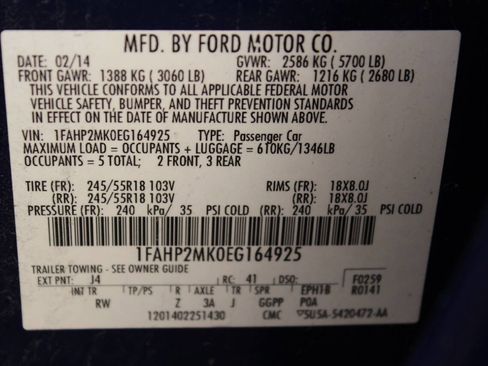 MFD. BY FORD MOTOR CO.
DATE: 02/14 GVWR: 2586 KG ( 5700 LB)
FRONT GAWR: 1388 KG ( 3060 LB) REAR GAWR: 1216 KG ( 2680 LB)
THIS VEHICLE CONFORMS TO ALL APPLICABLE FEDERAL MOTOR
VEHICLE SAFETY, BUMPER, AND THEFT PREVENTION STANDARDS
IN EFFECT ON THE DATE OF MANUFACTURE SHOWN ABOVE.
VIN: 1FAHP2MK0EG164925 TYPE: Passenger Car
MAXIMUM LOAD = OCCUPANTS + LUGGAGE = 610KG/1346LB
OCCUPANTS = 5 TOTAL; 2 FRONT, 3 REAR
TIRE (FR): 245/55R18 103V RIMS (FR): 18X8.0J
(RR): 245/55R18 103V (RR): 18X8.0J
PRESSURE (FR): 240 kPa/ 35 PSI COLD (RR): 240 kPa/ 35 PSI COLD
1FAHP2MK0EG164925
TRAILER TOWING - SEE OWNER GUIDE
EXT PNT: J4 RC: 41 DSO: F0259
INT TR TP/PS R AXLE TR SPR EPH1B R0141
RW Z 3A J GGPP POA
1201402251430 CMC 5U5A-5420472-AA